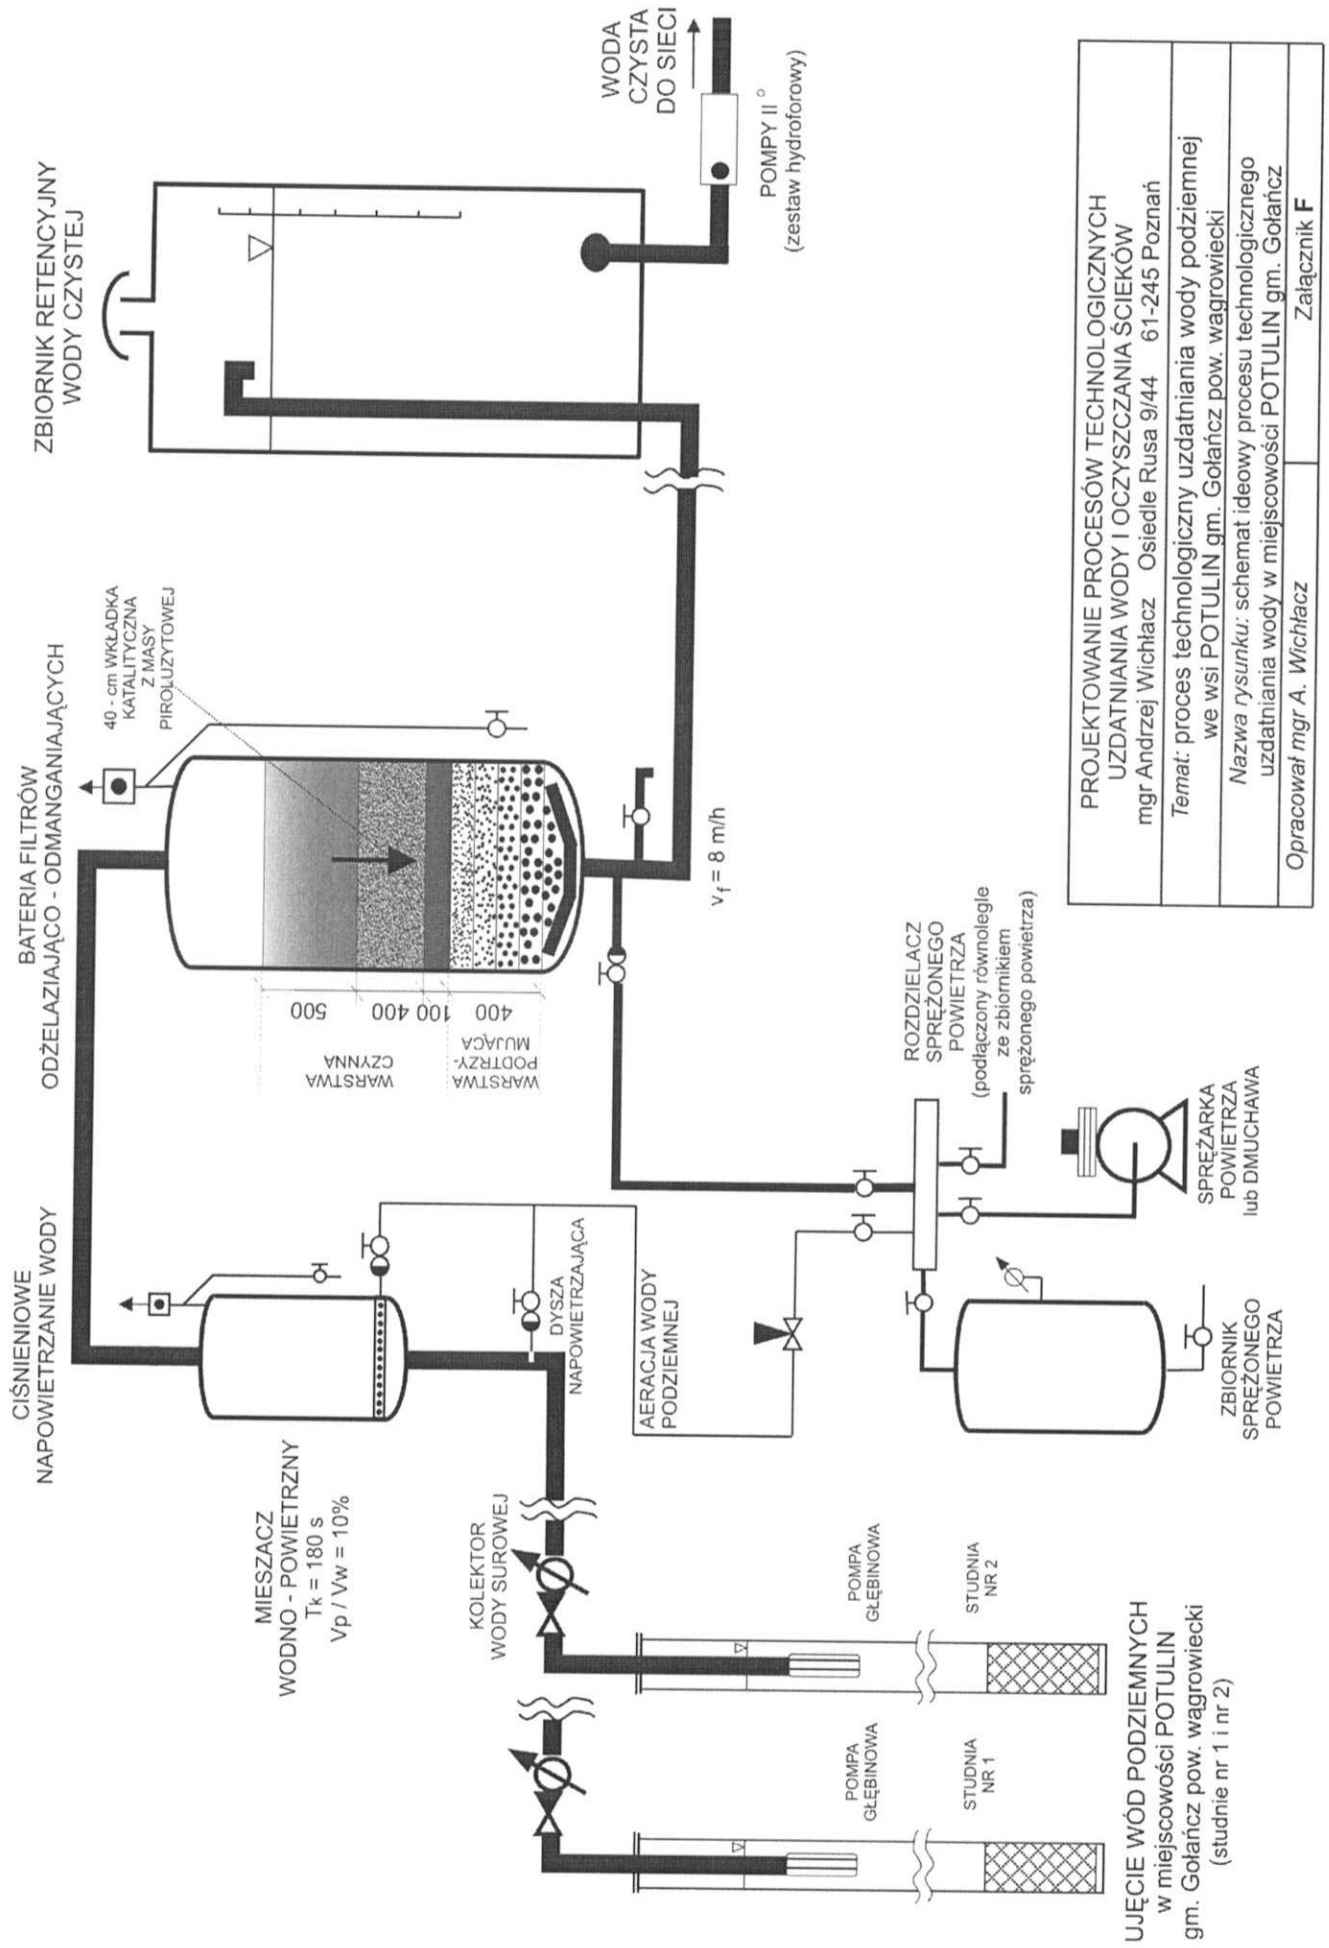 CIŚNIENIOWE
NAPOWIETRZANIE WODY
BATERIA FILTRÓW
ODŻELAZIAJĄCO - ODMANGANIAJĄCYCH
ZBIORNIK RETENCYJNY
WODY CZYSTEJ
40 - cm WKŁADKA
KATALITYCZNA
Z MASY
PIROLUZYTOWEJ
MIESZACZ
WODNO - POWIETRZNY
Tk = 180 s
Vp / Vw = 10%
500
400
100
400
WARSTWA
CZYNNA
WARSTWA
PODTRZY-
MUJĄCA
WODA
CZYSTA
DO SIECI
POMPY II °
(zestaw hydroforowy)
vf = 8 m/h
KOLEKTOR
WODY SUROWEJ
DYSZA
NAPOWIETRZAJĄCA
AERACJA WODY
PODZIEMNEJ
ROZDZIELACZ
SPRĘŻONEGO
POWIETRZA
(podłączony równolegle
ze zbiornikiem
sprężonego powietrza)
POMPA
GŁĘBINOWA
STUDNIA
NR 1
POMPA
GŁĘBINOWA
STUDNIA
NR 2
ZBIORNIK
SPRĘŻONEGO
POWIETRZA
SPRĘŻARKA
POWIETRZA
lub DMUCHAWA
UJĘCIE WÓD PODZIEMNYCH
w miejscowości POTULIN
gm. Gołańcz pow. wągrowiecki
(studnie nr 1 i nr 2)
PROJEKTOWANIE PROCESÓW TECHNOLOGICZNYCH
UZDATNIANIA WODY I OCZYSZCZANIA ŚCIEKÓW
mgr Andrzej Wichłacz Osiedle Rusa 9/44 61-245 Poznań
Temat: proces technologiczny uzdatniania wody podziemnej
we wsi POTULIN gm. Gołańcz pow. wągrowiecki
Nazwa rysunku: schemat ideowy procesu technologicznego
uzdatniania wody w miejscowości POTULIN gm. Gołańcz
Opracował mgr A. Wichłacz
Załącznik F